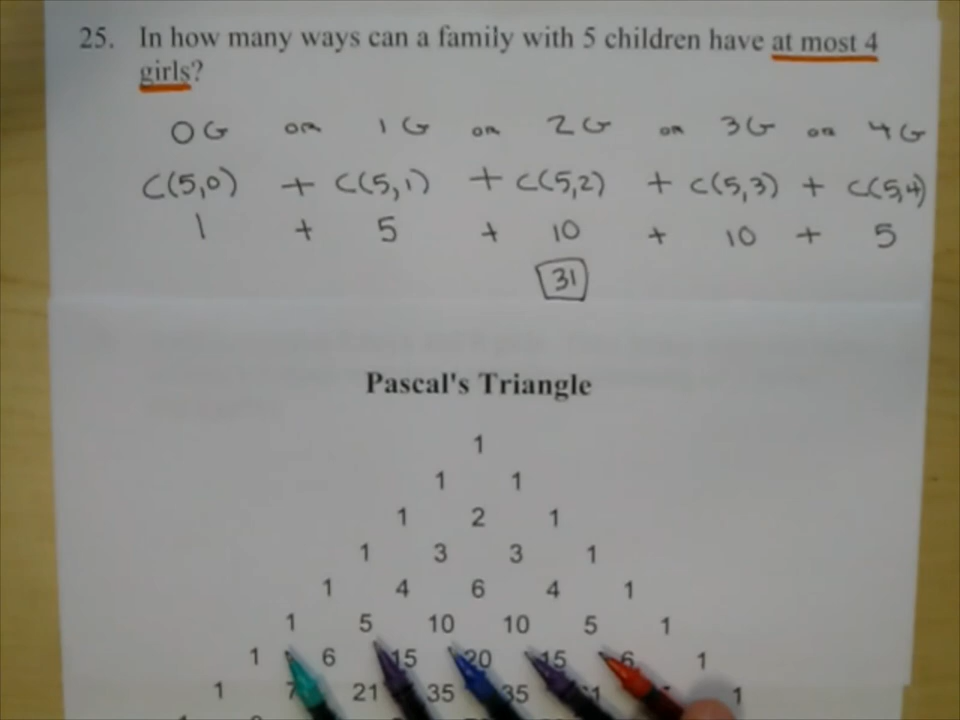 25. In how many ways can a family with 5 children have at most 4
girls?
0G or 1G or 2G or 3G or 4G
C(5,0) + C(5,1) + C(5,2) + C(5,3) + C(5,4)
1 + 5 + 10 + 10 + 5
31
Pascal's Triangle
1
1 1
1 2 1
1 3 3 1
1 4 6 4 1
1 5 10 10 5 1
1 6 15 20 15 6 1
1 7 21 35 35 1